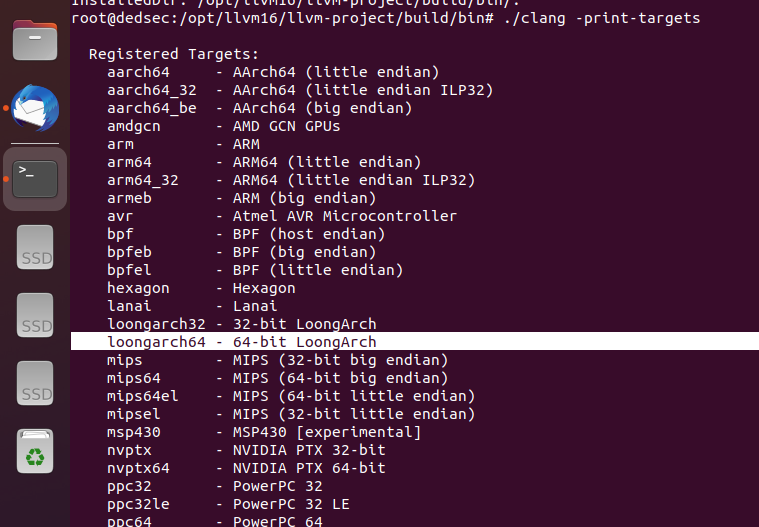 InstalledDir: /opt/llvm16/llvm-project/build/bin/.
root@dedsec:/opt/llvm16/llvm-project/build/bin# ./clang -print-targets
Registered Targets:
aarch64 - AArch64 (little endian)
aarch64_32 - AArch64 (little endian ILP32)
aarch64_be - AArch64 (big endian)
amdgcn - AMD GCN GPUs
arm - ARM
arm64 - ARM64 (little endian)
arm64_32 - ARM64 (little endian ILP32)
armeb - ARM (big endian)
avr - Atmel AVR Microcontroller
bpf - BPF (host endian)
bpfeb - BPF (big endian)
bpfel - BPF (little endian)
hexagon - Hexagon
lanai - Lanai
loongarch32 - 32-bit LoongArch
loongarch64 - 64-bit LoongArch
mips - MIPS (32-bit big endian)
mips64 - MIPS (64-bit big endian)
mips64el - MIPS (64-bit little endian)
mipsel - MIPS (32-bit little endian)
msp430 - MSP430 [experimental]
nvptx - NVIDIA PTX 32-bit
nvptx64 - NVIDIA PTX 64-bit
ppc32 - PowerPC 32
ppc32le - PowerPC 32 LE
ppc64 - PowerPC 64
>_
SSD
SSD
SSD